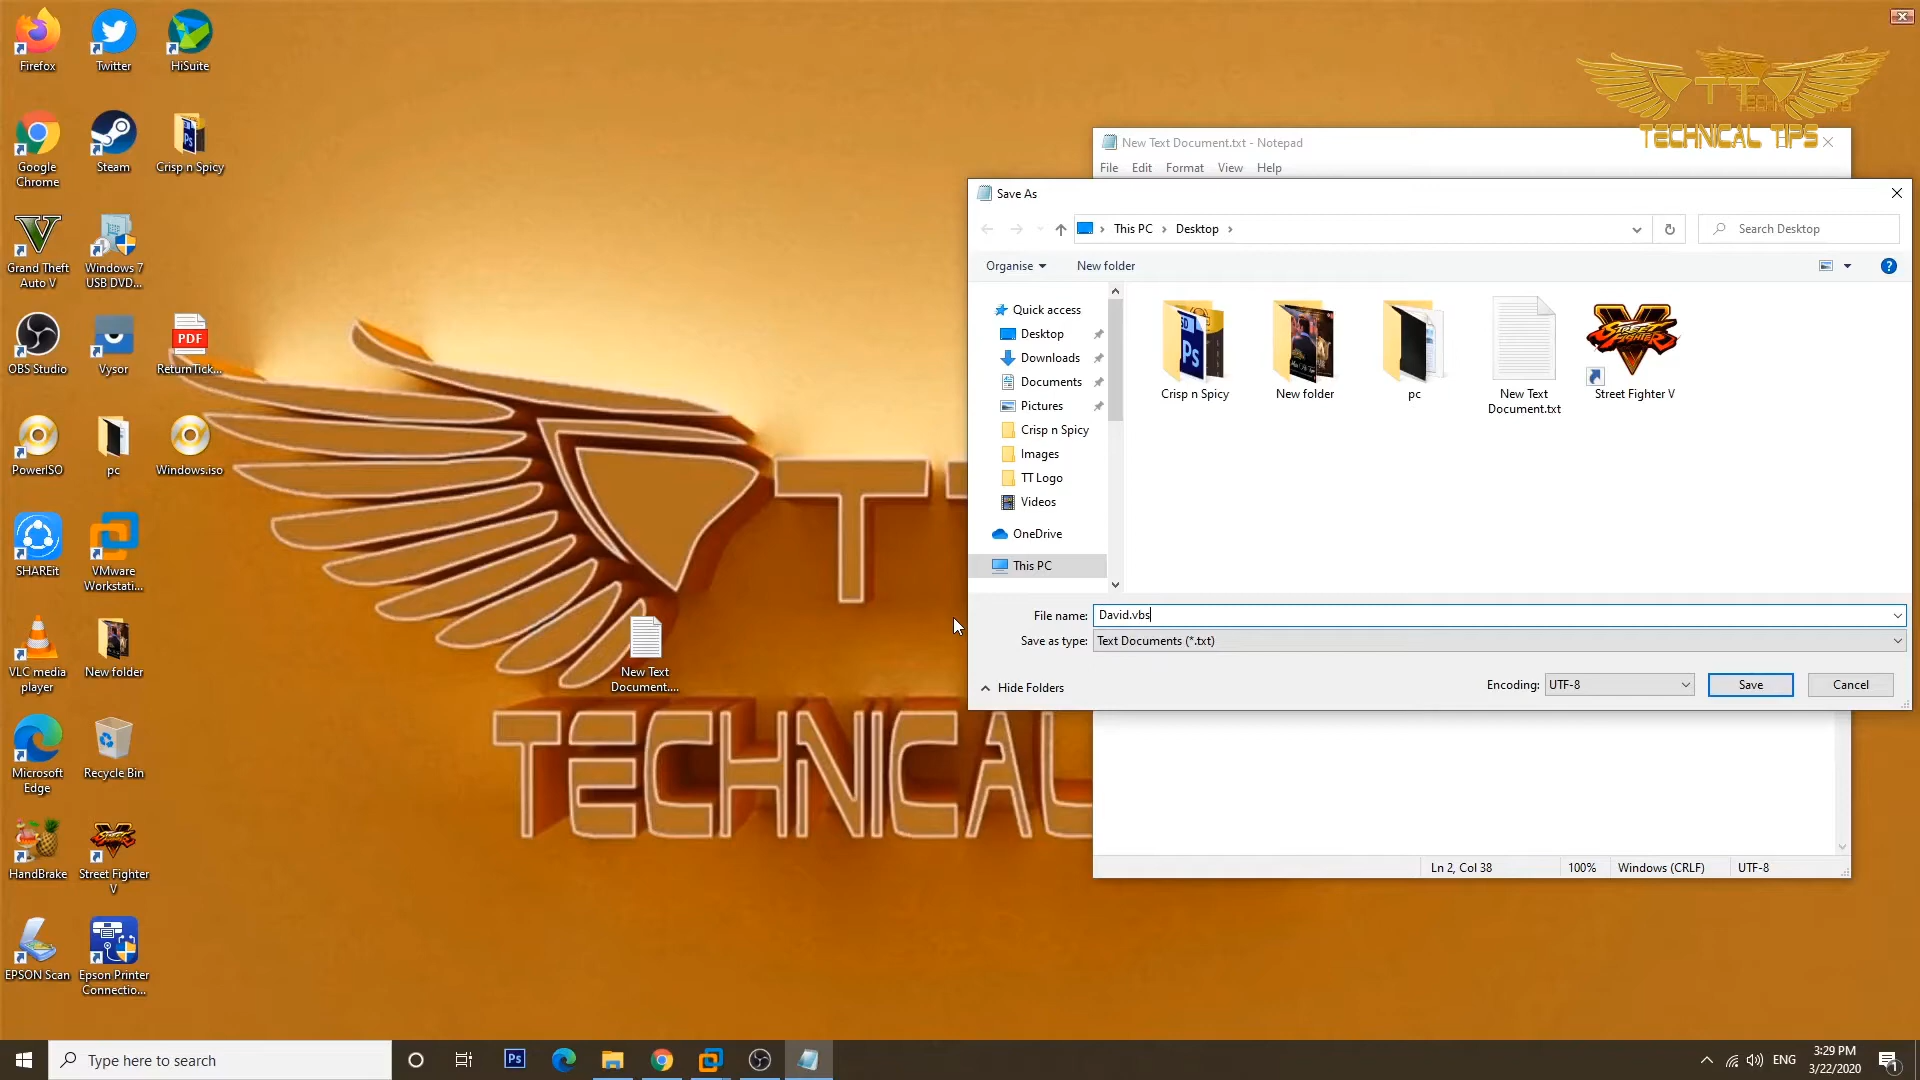 Firefox
Twitter
HiSuite
Google
Chrome
Steam
Crisp n Spicy
Grand Theft
Auto V
Windows 7
USB DVD...
OBS Studio
Vysor
PDF
ReturnTick...
PowerISO
pc
Windows.iso
SHAREit
VMware
Workstati...
VLC media
player
New folder
Microsoft
Edge
Recycle Bin
HandBrake
Street Fighter
V
EPSON Scan
Epson Printer
Connectio...
New Text
Document....
TECHNICAL
TECHNICAL TIPS
New Text Document.txt - Notepad
File Edit Format View Help
Save As
This PC > Desktop >
Search Desktop
Organise
New folder
Quick access
Desktop
Downloads
Documents
Pictures
Crisp n Spicy
Images
TT Logo
Videos
OneDrive
This PC
Crisp n Spicy
New folder
pc
New Text
Document.txt
Street Fighter V
File name: David.vbs
Save as type: Text Documents (*.txt)
Hide Folders
Encoding: UTF-8
Save
Cancel
Ln 2, Col 38
100%
Windows (CRLF)
UTF-8
Type here to search
Ps
ENG
3:29 PM
3/22/2020
1